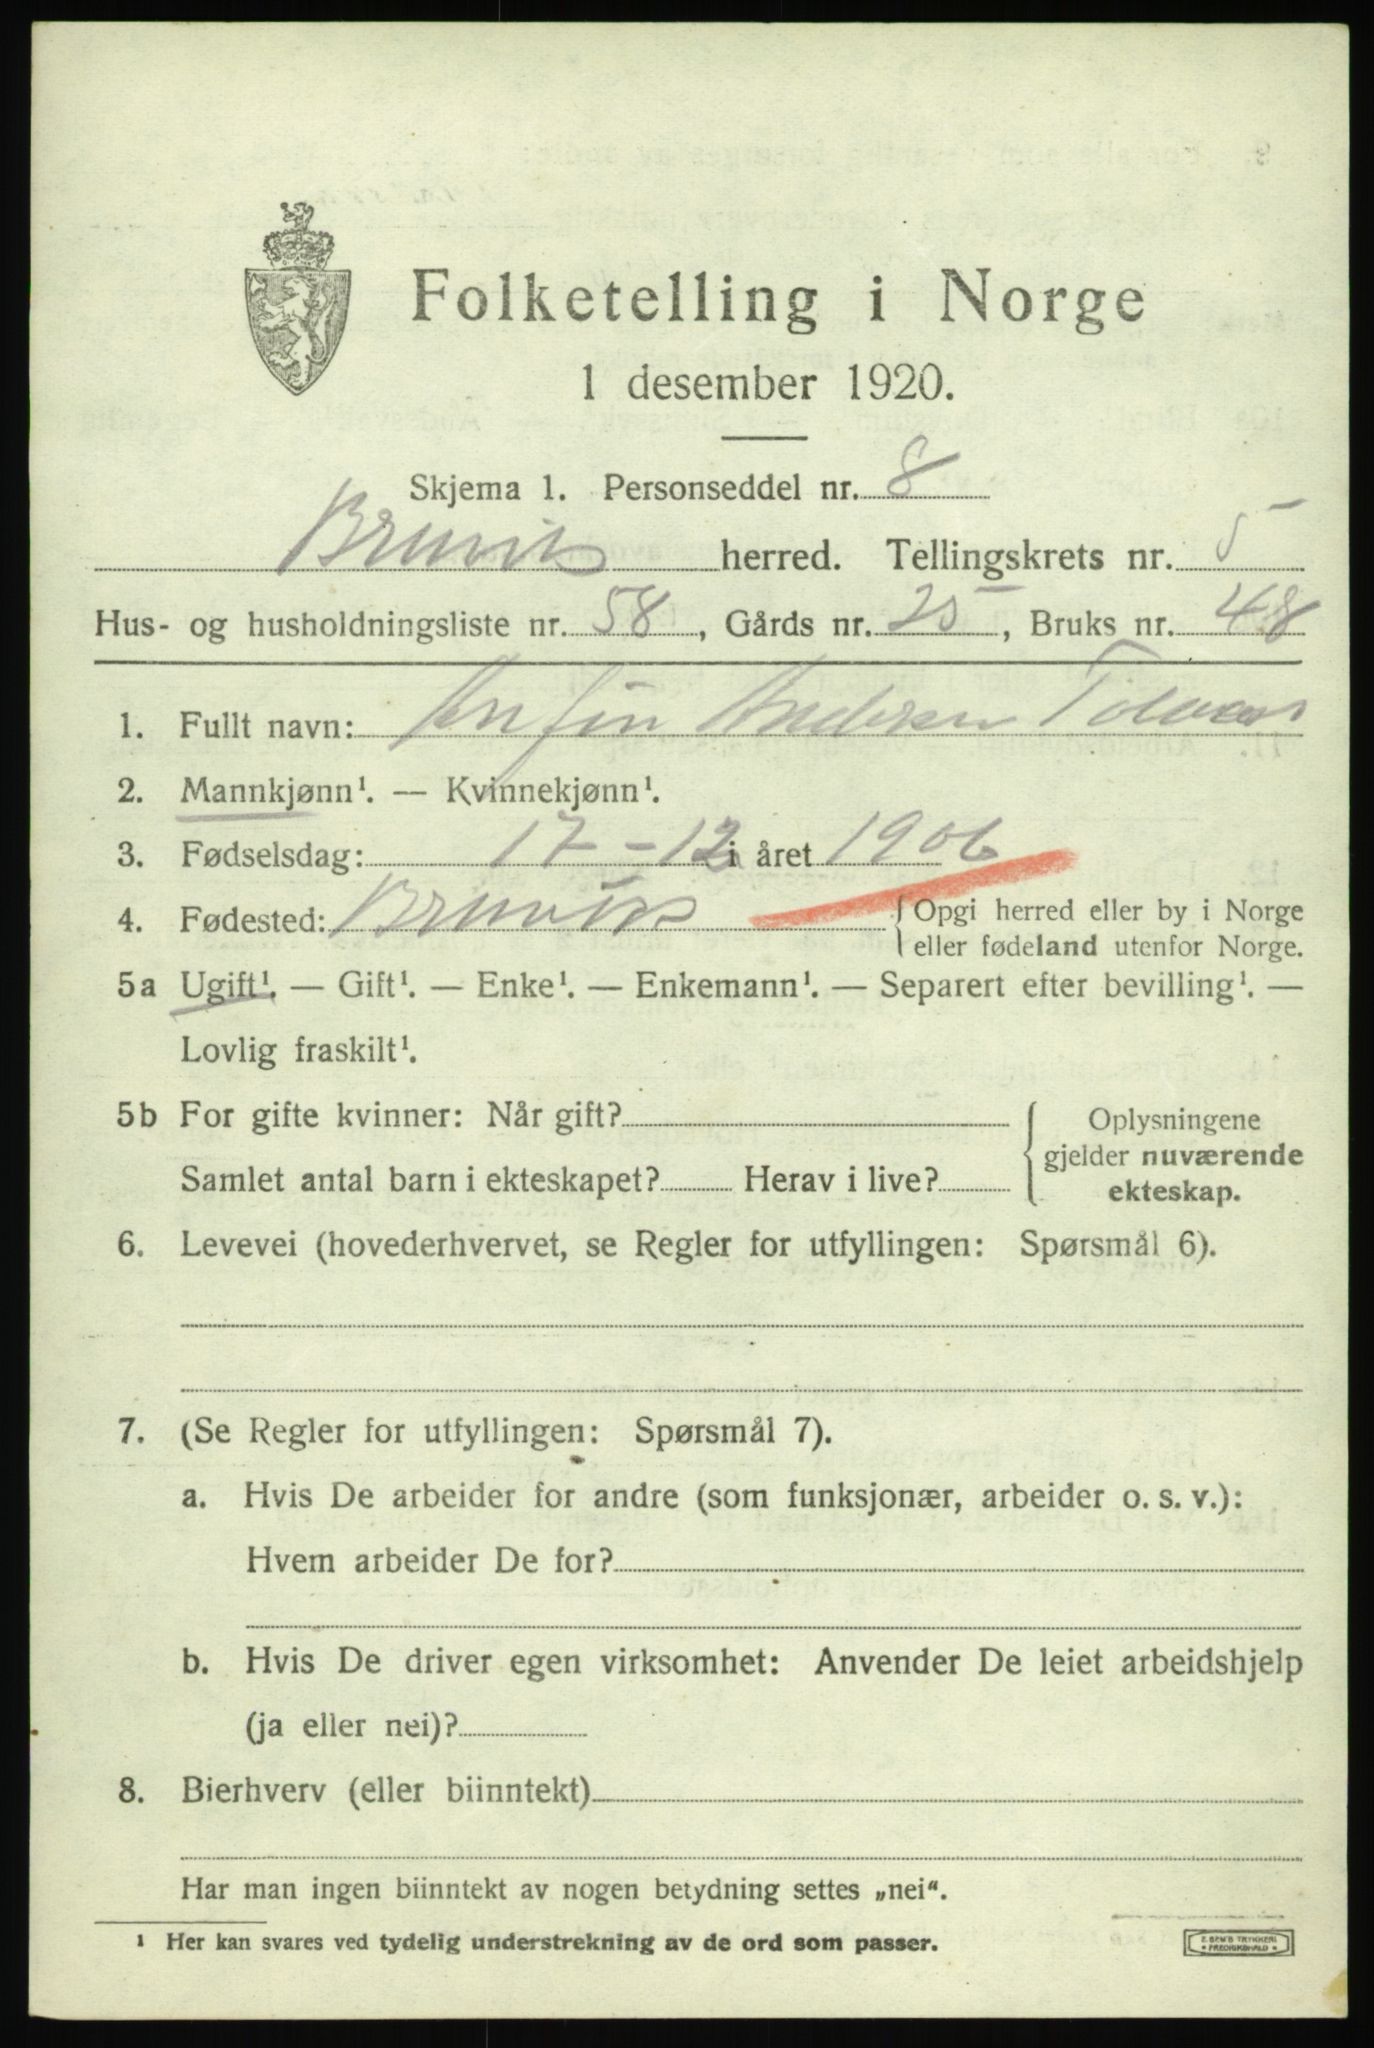 Folketelling i Norge
1 desember 1920.
Skjema 1. Personseddel nr. 8
Bruvik herred. Tellingskrets nr. 5
Hus- og husholdningsliste nr. 58, Gårds nr. 25, Bruks nr. 48
1. Fullt navn: Arnfin Andersen
2. Mannkjønn¹. — Kvinnekjønn¹.
3. Fødselsdag: 17 - 12 i året 1906
4. Fødested: Bruvik {Opgi herred eller by i Norge
eller fødeland utenfor Norge.
5a Ugift¹. — Gift¹. — Enke¹. — Enkemann¹. — Separert efter bevilling¹. —
Lovlig fraskilt¹.
5b For gifte kvinner: Når gift? Oplysningene
gjelder nuværende
Samlet antal barn i ekteskapet? Herav i live? ekteskap.
6. Levevei (hovederhvervet, se Regler for utfyllingen: Spørsmål 6).
7. (Se Regler for utfyllingen: Spørsmål 7).
a. Hvis De arbeider for andre (som funksjonær, arbeider o. s. v.):
Hvem arbeider De for?
b. Hvis De driver egen virksomhet: Anvender De leiet arbeidshjelp
(ja eller nei)?
8. Bierhverv (eller biinntekt)
Har man ingen biinntekt av nogen betydning settes „nei“.
¹ Her kan svares ved tydelig understrekning av de ord som passer.
E. SEM'S TRYKKERI
• FREDRIKSHALD •